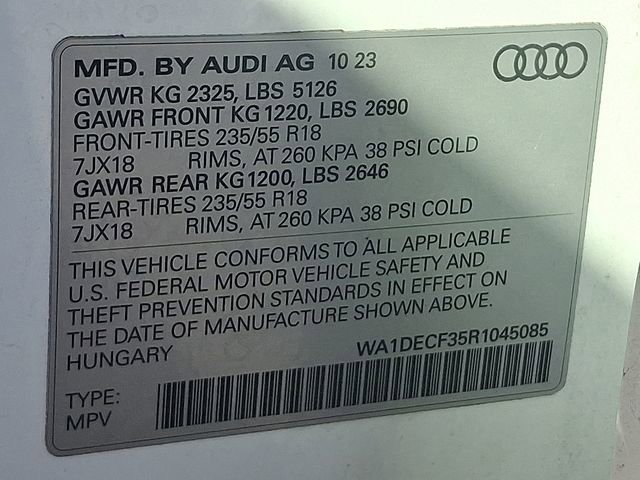 MFD. BY AUDI AG 10 23
GVWR KG 2325, LBS 5126
GAWR FRONT KG 1220, LBS 2690
FRONT-TIRES 235/55 R18
7JX18 RIMS, AT 260 KPA 38 PSI COLD
GAWR REAR KG 1200, LBS 2646
REAR-TIRES 235/55 R18
7JX18 RIMS, AT 260 KPA 38 PSI COLD
THIS VEHICLE CONFORMS TO ALL APPLICABLE
U.S. FEDERAL MOTOR VEHICLE SAFETY AND
THEFT PREVENTION STANDARDS IN EFFECT ON
THE DATE OF MANUFACTURE SHOWN ABOVE.
HUNGARY WA1DECF35R1045085
TYPE:
MPV